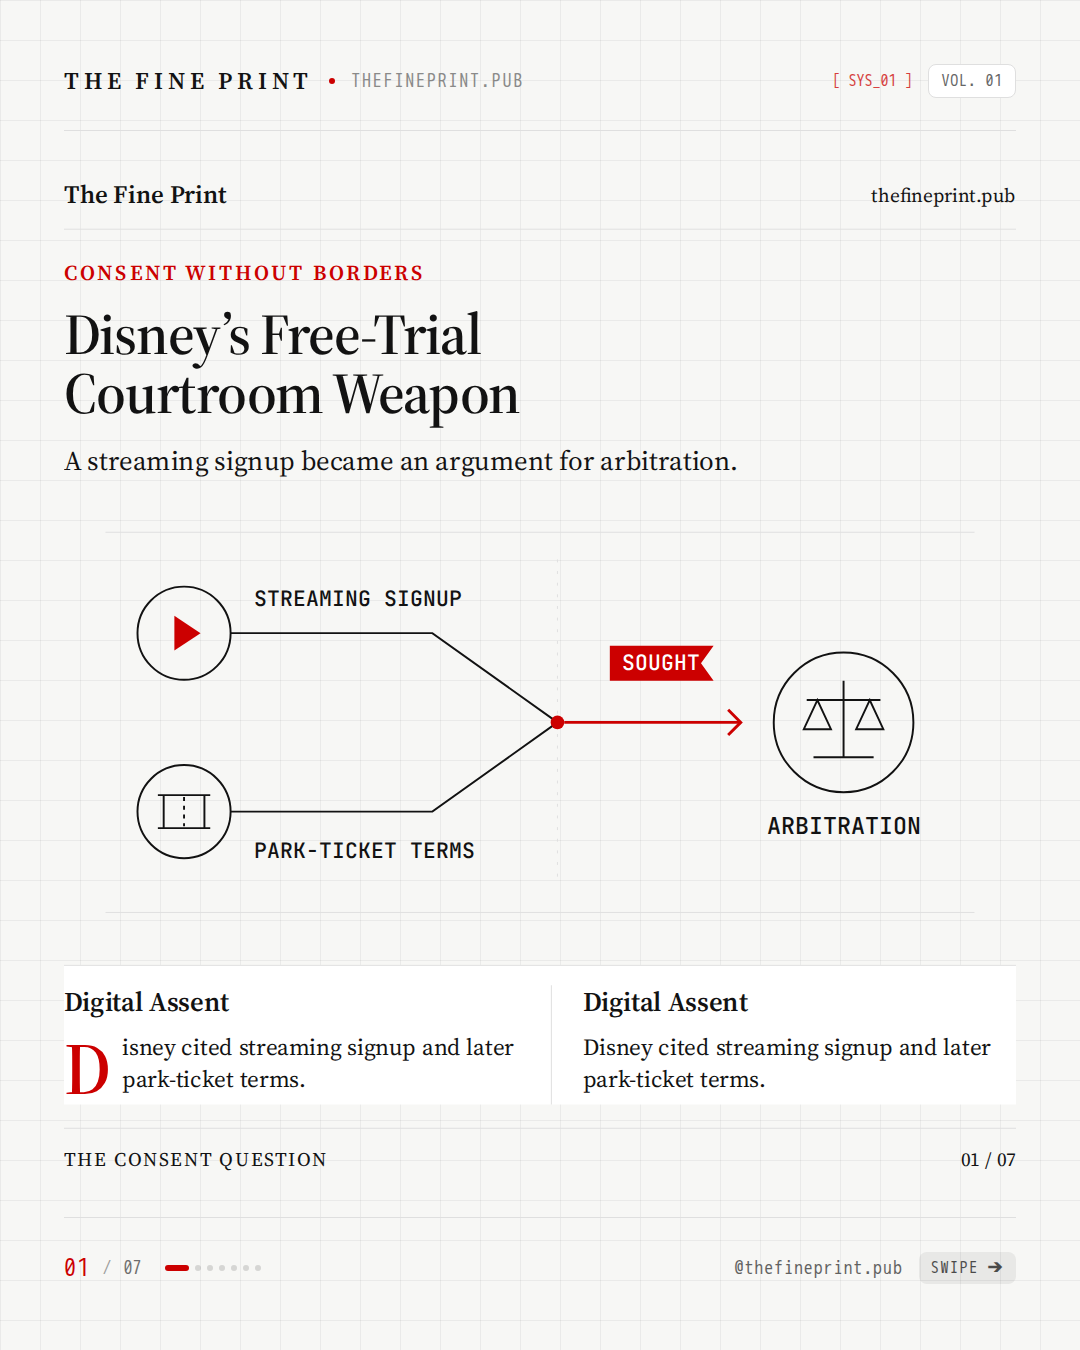 THE FINE PRINT • THEFINEPRINT.PUB [ SYS_01 ] VOL. 01
The Fine Print thefineprint.pub
CONSENT WITHOUT BORDERS
Disney’s Free-Trial
Courtroom Weapon
A streaming signup became an argument for arbitration.
STREAMING SIGNUP
SOUGHT
ARBITRATION
PARK-TICKET TERMS
Digital Assent
Disney cited streaming signup and later
park-ticket terms.
Digital Assent
Disney cited streaming signup and later
park-ticket terms.
THE CONSENT QUESTION 01 / 07
01 / 07 @thefineprint.pub SWIPE ➔